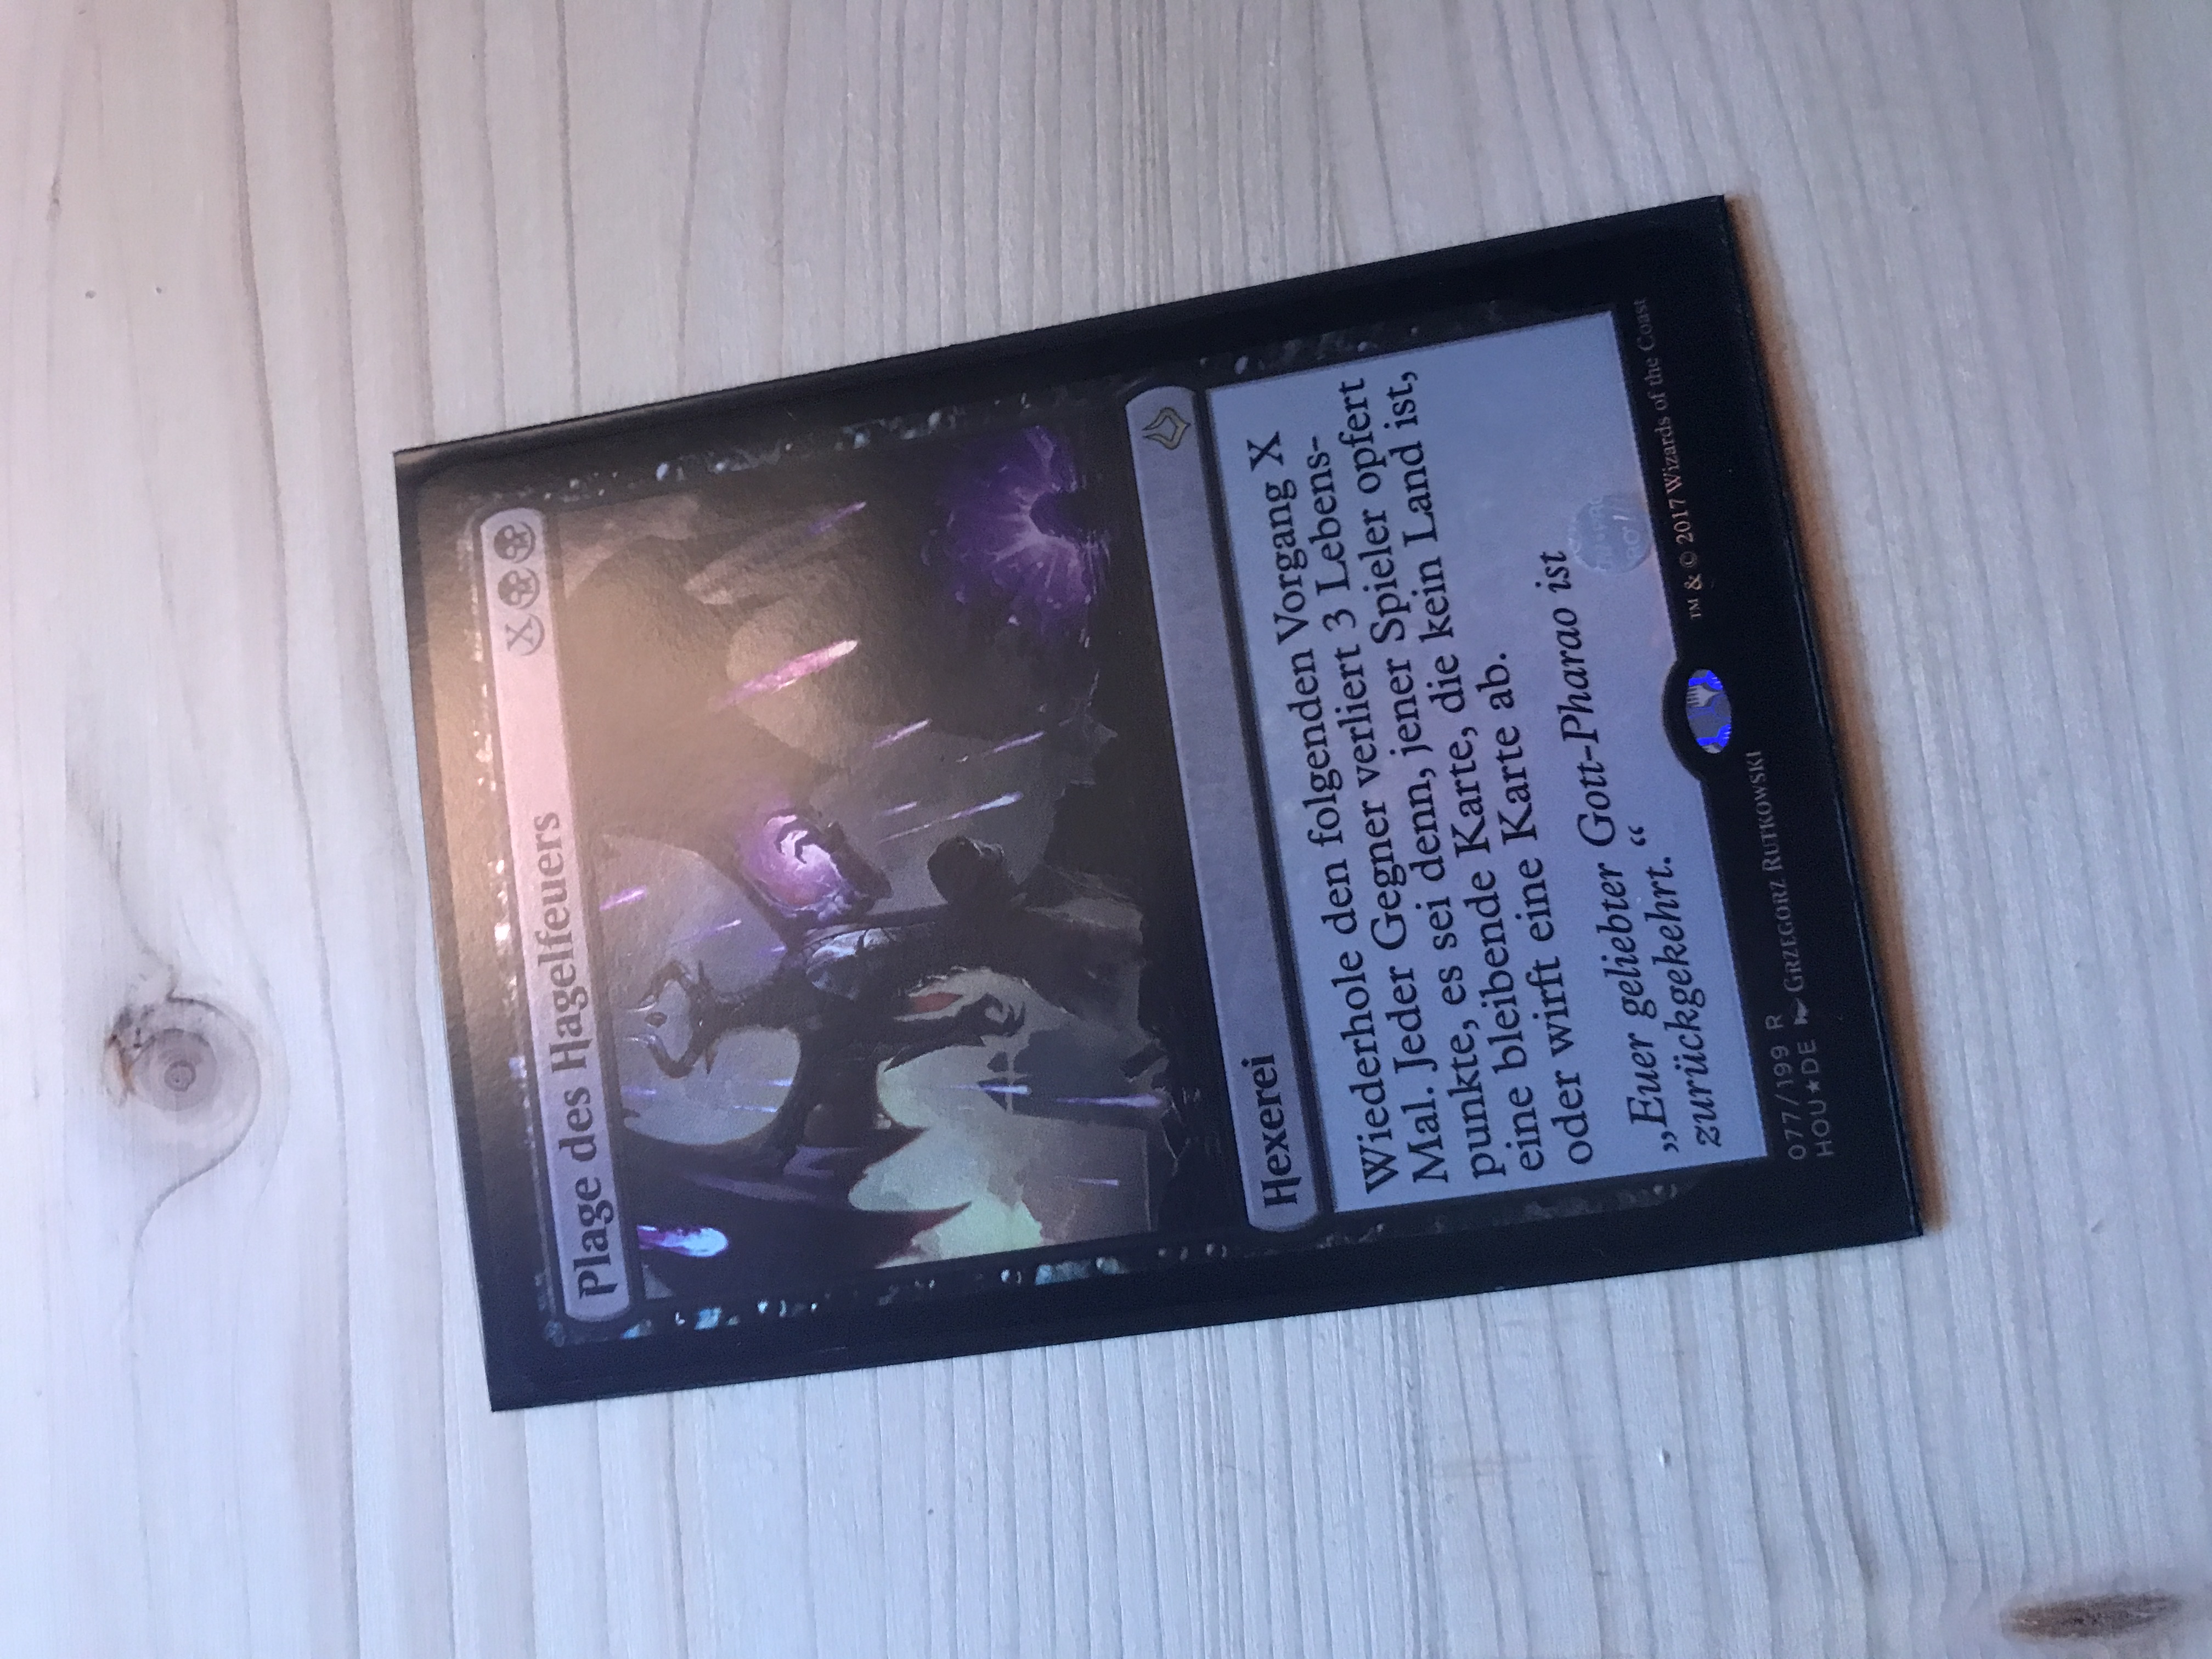 Plage des Hagelfeuers X
Hexerei
Wiederhole den folgenden Vorgang X
Mal. Jeder Gegner verliert 3 Lebens-
punkte, es sei denn, jener Spieler opfert
eine bleibende Karte, die kein Land ist,
oder wirft eine Karte ab.
„Euer geliebter Gott-Pharao ist
zurückgekehrt.“
™ & © 2017 Wizards of the Coast
077/199 R
HOU★DE GRZEGORZ RUTKOWSKI